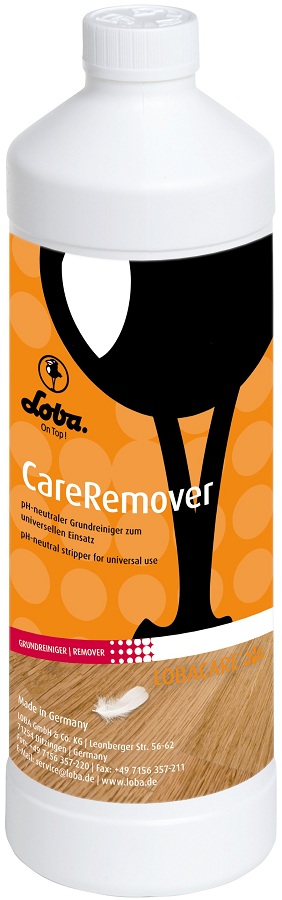 Loba.
On Top!
CareRemover
pH-neutraler Grundreiniger zum
universellen Einsatz
pH-neutral stripper for universal use
GRUNDREINIGER | REMOVER
LOBACARE
Made in Germany
LOBA GmbH & Co. KG | Leonberger Str. 56-62
71254 Ditzingen | Germany
Fon: +49 7156 357-220 | Fax: +49 7156 357-211
E-Mail: service@loba.de | www.loba.de